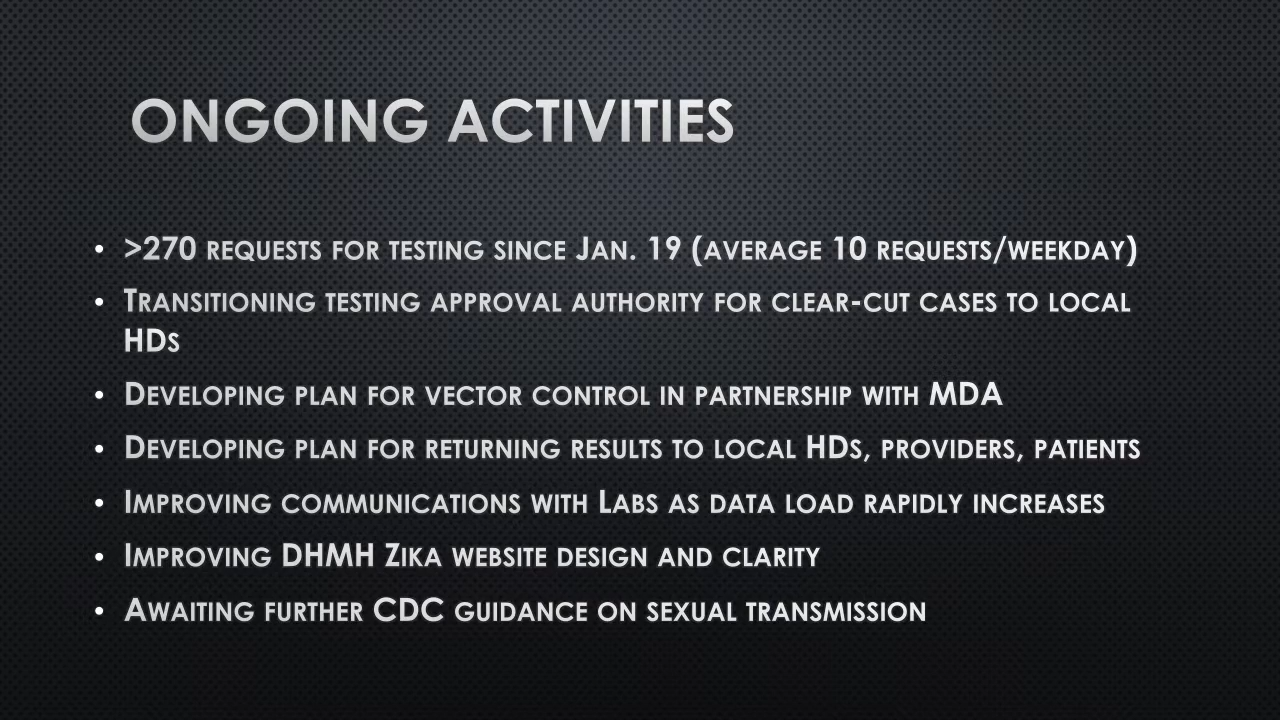 ONGOING ACTIVITIES
• >270 REQUESTS FOR TESTING SINCE JAN. 19 (AVERAGE 10 REQUESTS/WEEKDAY)
• TRANSITIONING TESTING APPROVAL AUTHORITY FOR CLEAR-CUT CASES TO LOCAL
HDS
• DEVELOPING PLAN FOR VECTOR CONTROL IN PARTNERSHIP WITH MDA
• DEVELOPING PLAN FOR RETURNING RESULTS TO LOCAL HDS, PROVIDERS, PATIENTS
• IMPROVING COMMUNICATIONS WITH LABS AS DATA LOAD RAPIDLY INCREASES
• IMPROVING DHMH ZIKA WEBSITE DESIGN AND CLARITY
• AWAITING FURTHER CDC GUIDANCE ON SEXUAL TRANSMISSION